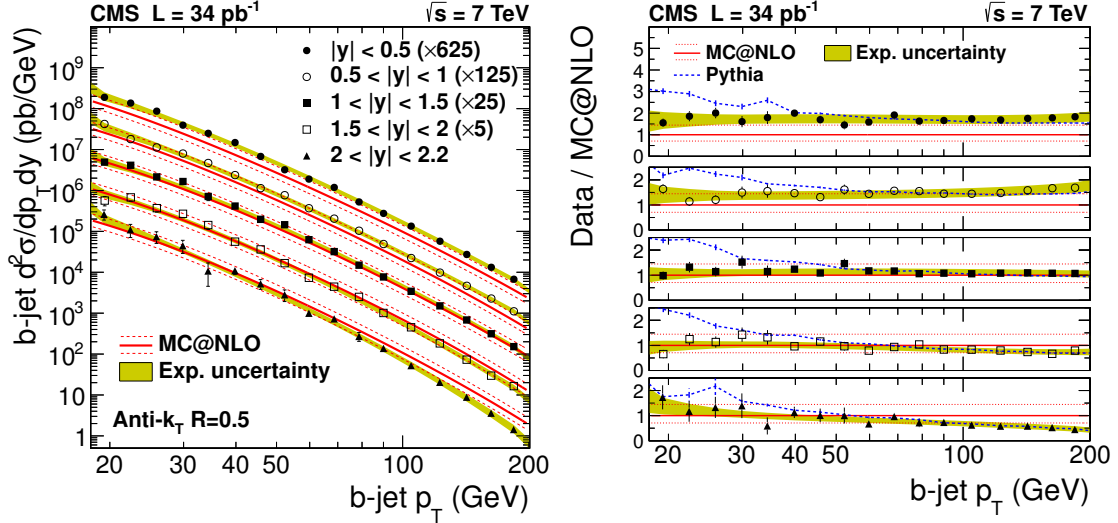 CMS L = 34 pb⁻¹ √s = 7 TeV
b-jet d²σ/dp_T dy (pb/GeV)
10⁹
10⁸
10⁷
10⁶
10⁵
10⁴
10³
10²
10
1
|y| < 0.5 (×625)
0.5 < |y| < 1 (×125)
1 < |y| < 1.5 (×25)
1.5 < |y| < 2 (×5)
2 < |y| < 2.2
MC@NLO
Exp. uncertainty
Anti-k_T R=0.5
20 30 40 50 100 200
b-jet p_T (GeV)
CMS L = 34 pb⁻¹ √s = 7 TeV
Data / MC@NLO
MC@NLO Exp. uncertainty
Pythia
5
4
3
2
1
0
2
1
0
2
1
0
2
1
0
2
1
0
20 30 40 50 100 200
b-jet p_T (GeV)